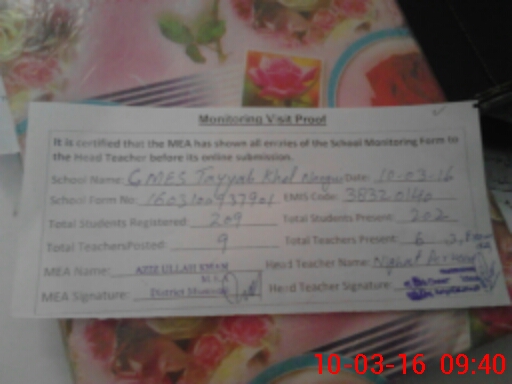 Monitoring Visit Proof
It is certified that the MEA has shown all entries of the School Monitoring Form to
the Head Teacher before its online submission.
School Name: GMES Tayyab Khel Date: 10-03-16
School Form No: EMIS Code: 38320140
Total Students Registered: 209 Total Students Present: 202
Total TeachersPosted: 9 Total Teachers Present: 6
MEA Name: AZIZ ULLAH KHAN Head Teacher Name:
MEA Signature: District Head Teacher Signature:
10-03-16 09:40